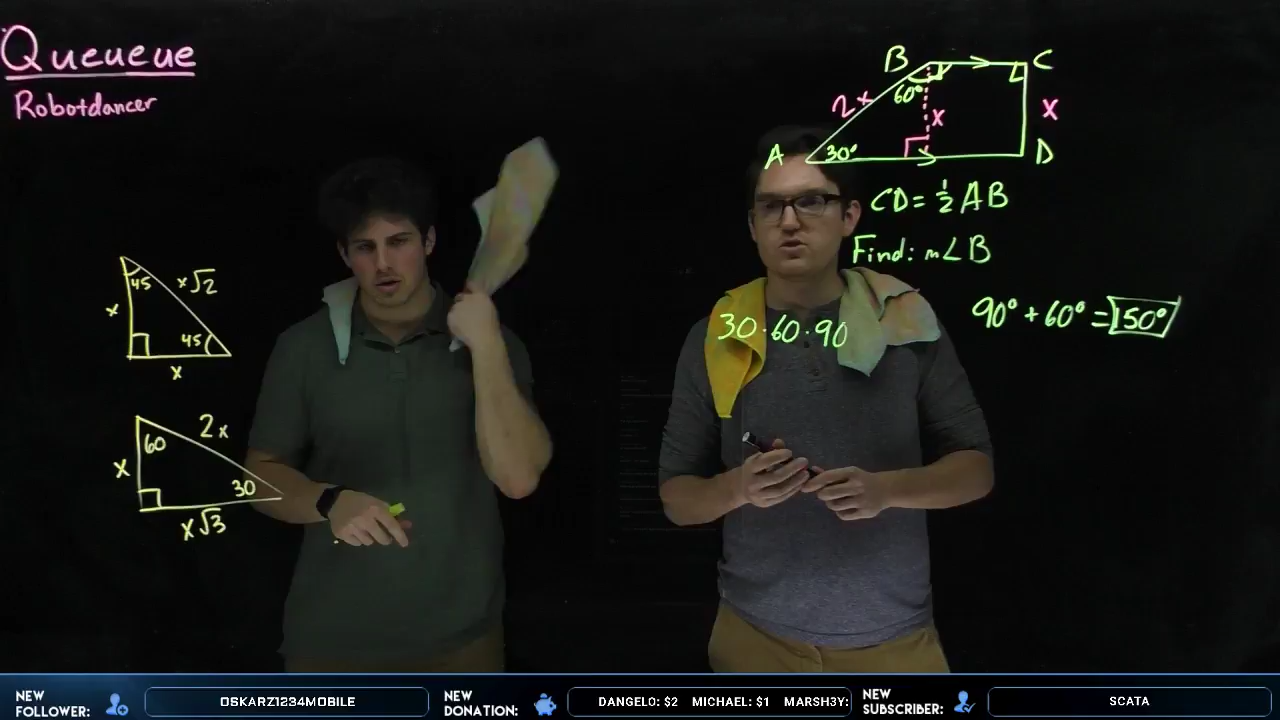 Queueue
Robotdancer
B
C
60°
2x
x
x
A
30°
D
CD = ½ AB
Find: m∠B
30·60·90
90° + 60° = 150°
45
x√2
x
45
x
60
2x
x
30
x√3
NEW FOLLOWER:
OSKARZ1234MOBILE
NEW DONATION:
DANGELO: $2 MICHAEL: $1 MARSH3Y:
NEW SUBSCRIBER:
SCATA